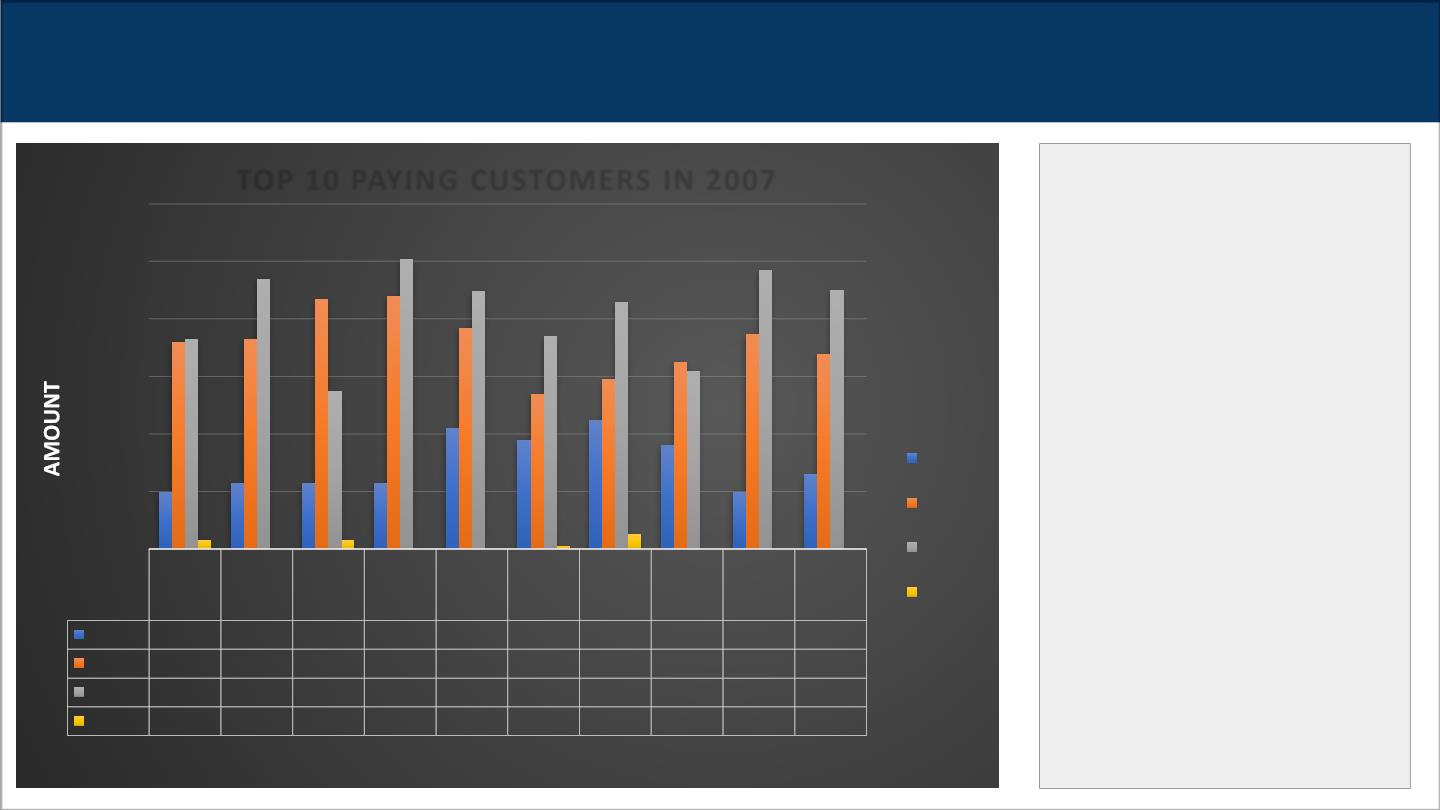 TOP 10 PAYING CUSTOMERS IN 2007
AMOUNT